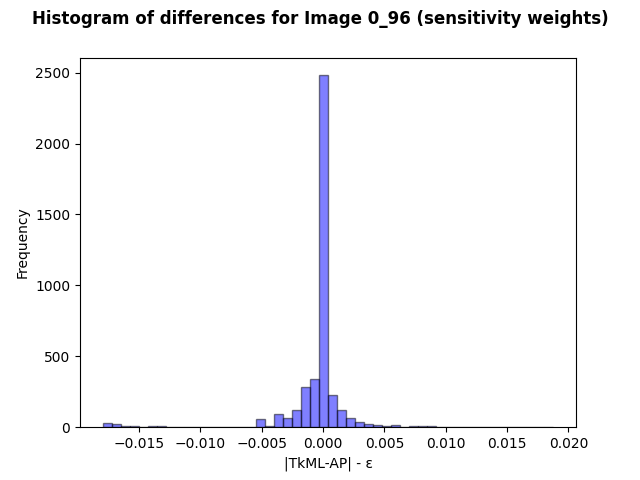 Histogram of differences for Image 0_96 (sensitivity weights)
2500
2000
1500
1000
500
0
Frequency
−0.015 −0.010 −0.005 0.000 0.005 0.010 0.015 0.020
|TkML-AP| - ε